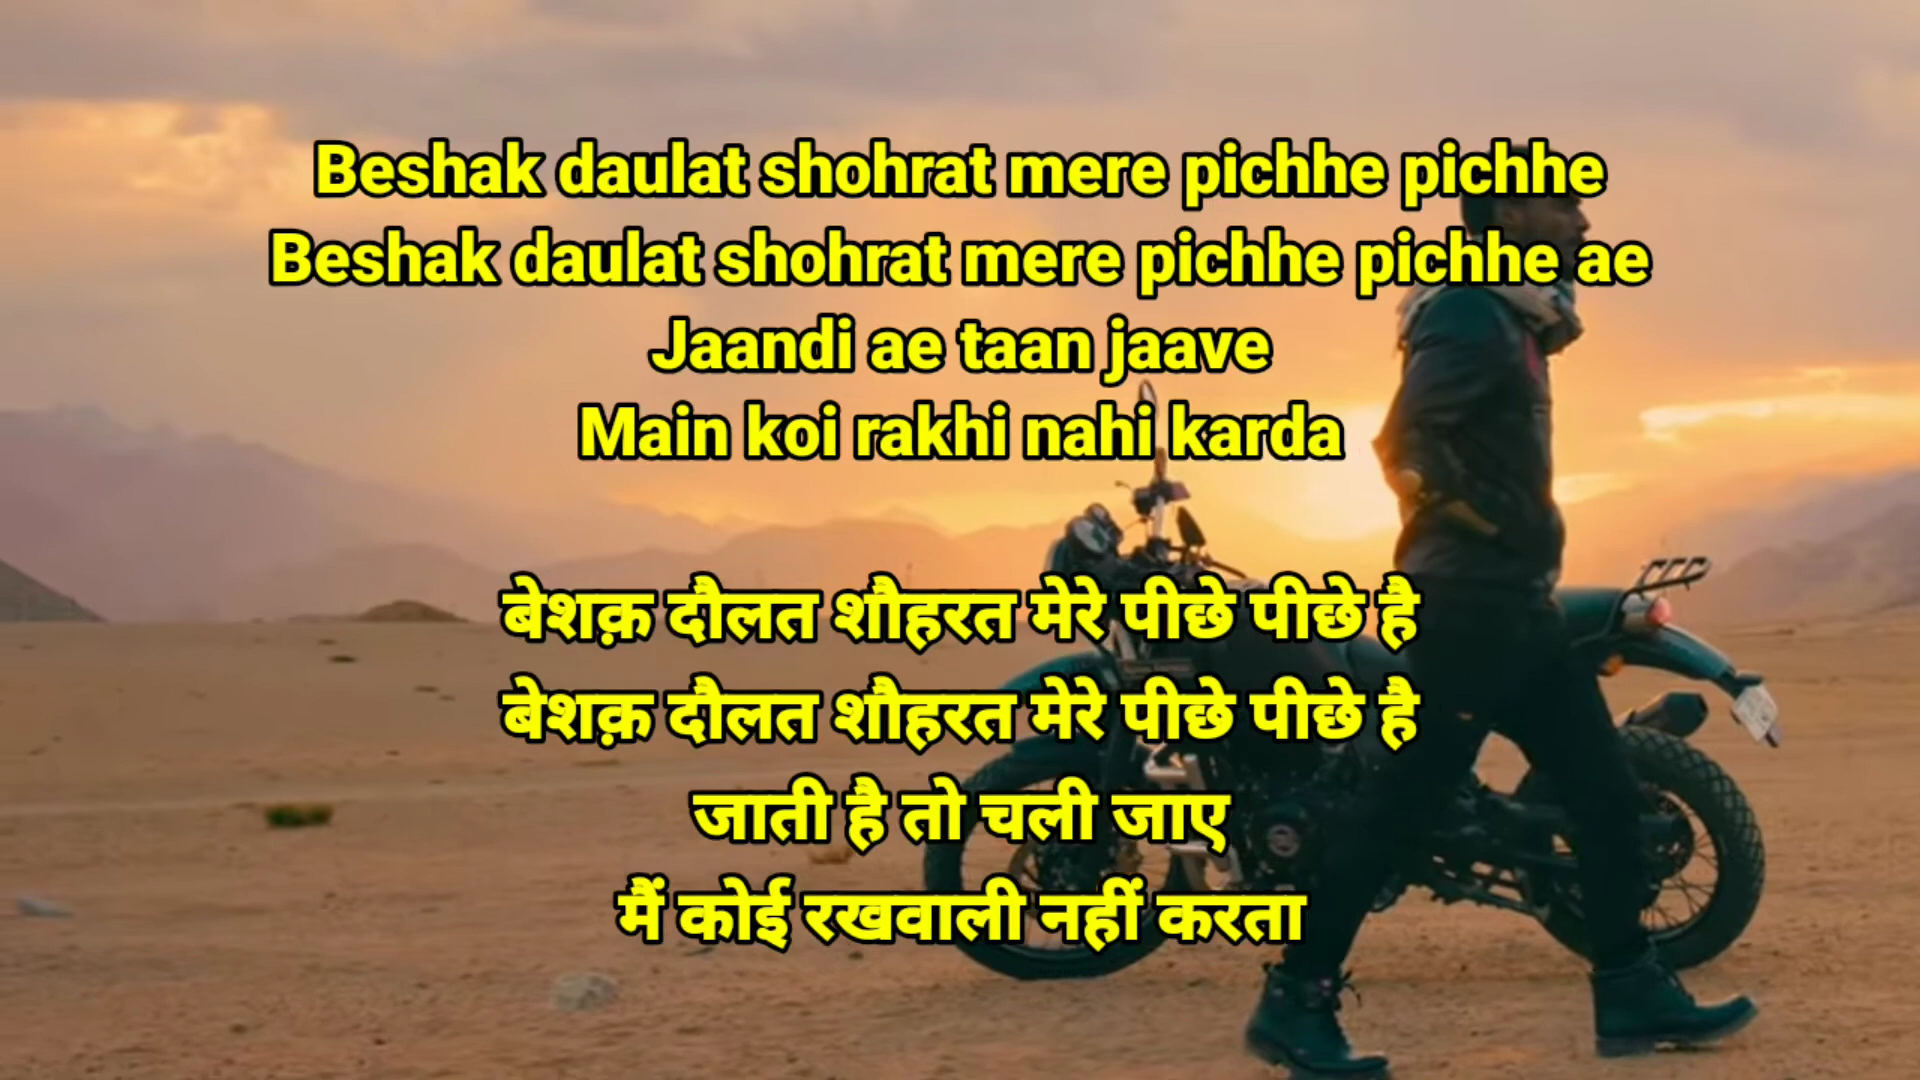 Beshak daulat shohrat mere pichhe pichhe
Beshak daulat shohrat mere pichhe pichhe ae
Jaandi ae taan jaave
Main koi rakhi nahi karda
बेशक़ दौलत शौहरत मेरे पीछे पीछे है
बेशक़ दौलत शौहरत मेरे पीछे पीछे है
जाती है तो चली जाए
मैं कोई रखवाली नहीं करता